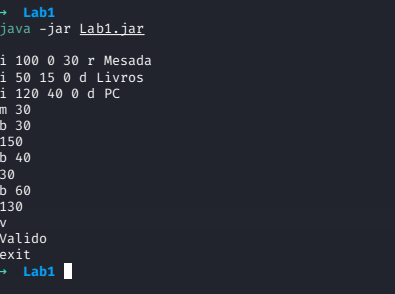 → Lab1
java -jar Lab1.jar
i 100 0 30 r Mesada
i 50 15 0 d Livros
i 120 40 0 d PC
m 30
b 30
150
b 40
30
b 60
130
v
Valido
exit
→ Lab1